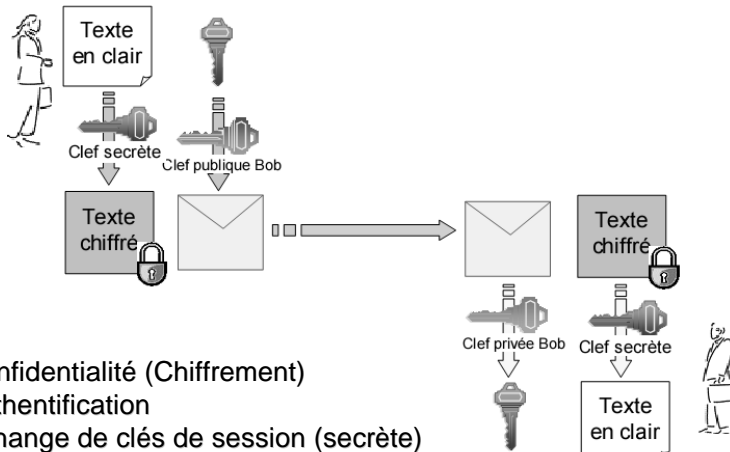 Texte
en clair
Clef secrète
Clef publique Bob
Texte
chiffré
Texte
chiffré
Clef privée Bob
Clef secrète
nfidentialité (Chiffrement)
thentification
hange de clés de session (secrète)
Texte
en clair